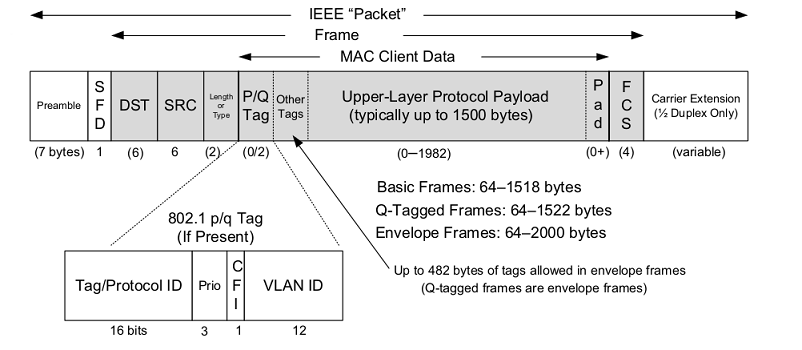 IEEE “Packet”
Frame
MAC Client Data
Preamble
S
F
D
DST
SRC
Length
or
Type
P/Q
Tag
Other
Tags
Upper-Layer Protocol Payload
(typically up to 1500 bytes)
P
a
d
F
C
S
Carrier Extension
(½ Duplex Only)
(7 bytes)
1
(6)
6
(2)
(0/2)
(0–1982)
(0+)
(4)
(variable)
Basic Frames: 64–1518 bytes
Q-Tagged Frames: 64–1522 bytes
Envelope Frames: 64–2000 bytes
802.1 p/q Tag
(If Present)
Tag/Protocol ID
Prio
C
F
I
VLAN ID
16 bits
3
1
12
Up to 482 bytes of tags allowed in envelope frames
(Q-tagged frames are envelope frames)